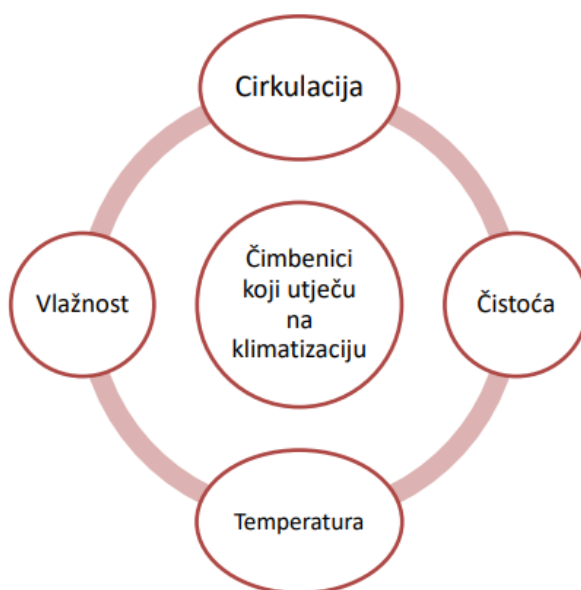 Cirkulacija
Vlažnost
Čimbenici
koji utječu
na
klimatizaciju
Čistoća
Temperatura